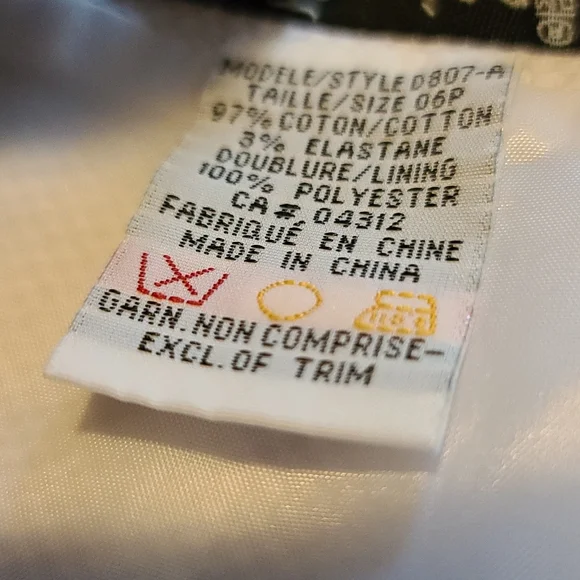 MODELE/STYLE D807-A
TAILLE/SIZE 06P
97% COTON/COTTON
3% ELASTANE
DOUBLURE/LINING
100% POLYESTER
CA# 04312
FABRIQUÉ EN CHINE
MADE IN CHINA
GARN. NON COMPRISE-
EXCL. OF TRIM